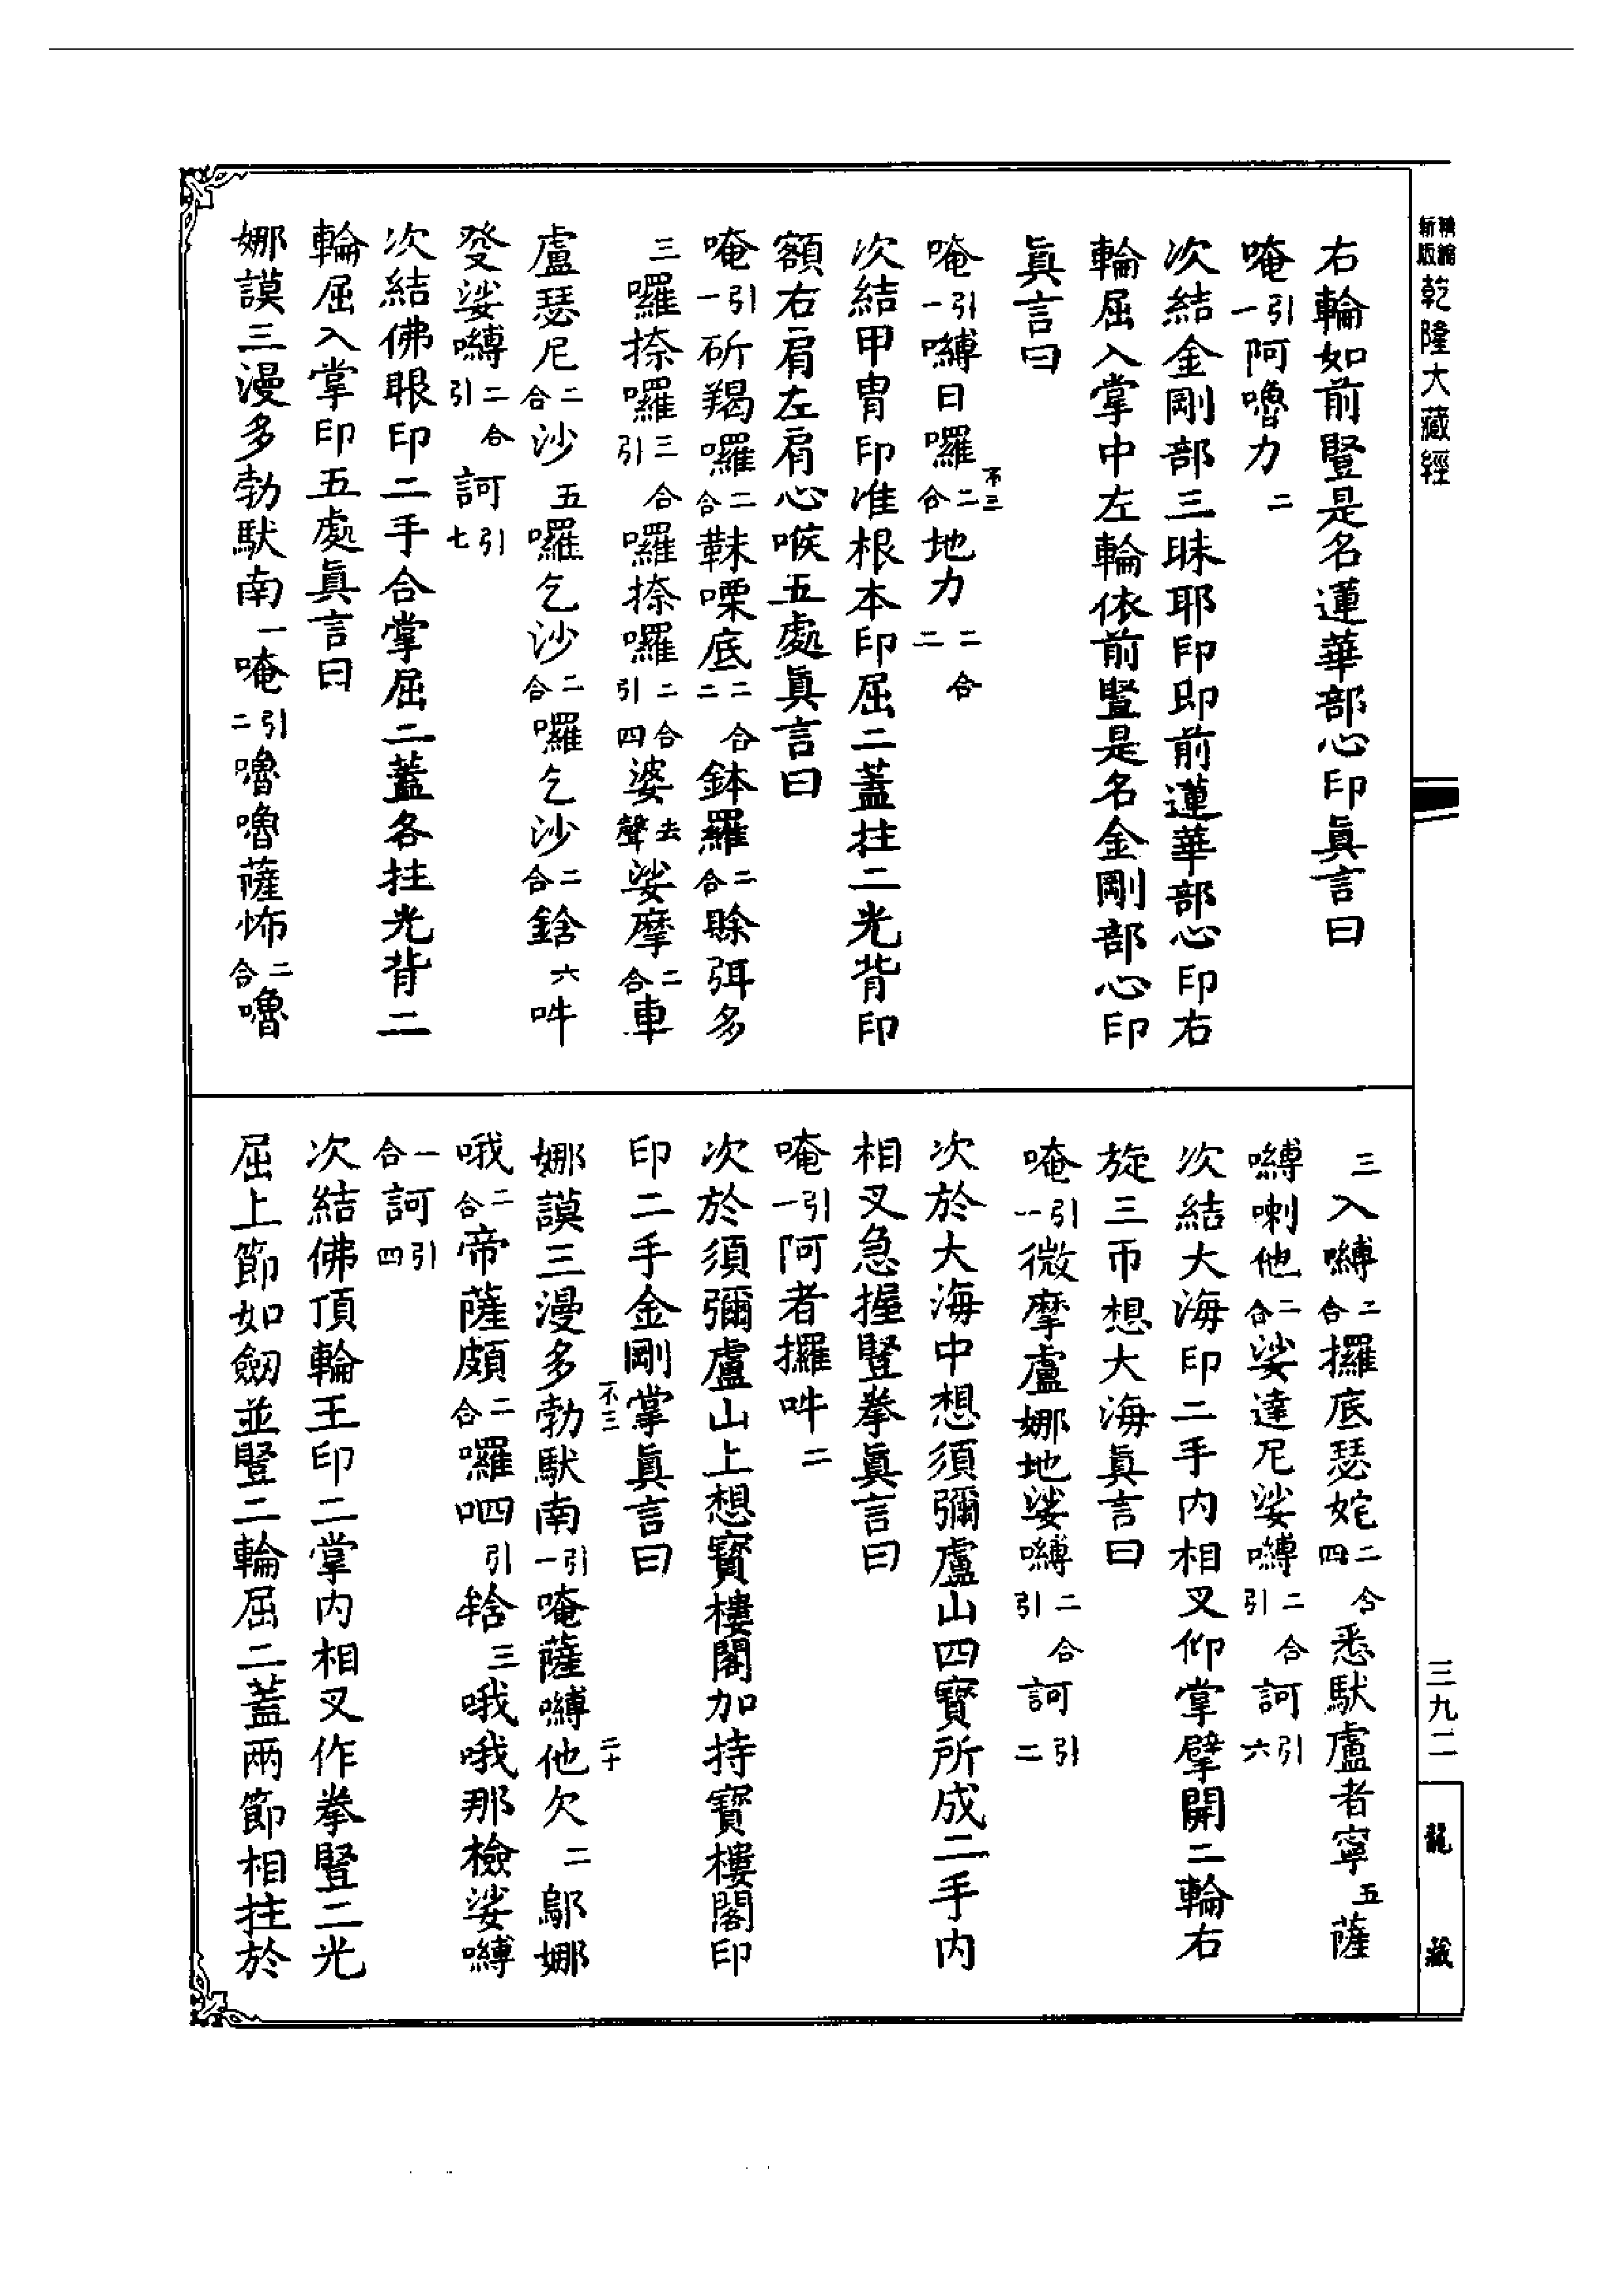 精縮新版乾隆大藏經
右輪如前豎是名蓮華部心印真言曰
唵引一阿嚕力二
次結金剛部三昧耶印即前蓮華部心印右
輪屈入掌中左輪依前豎是名金剛部心印
真言曰
唵引一嚩日囉二合地力二合二
不三
次結甲冑印准根本印屈二蓋拄二光背印
額右肩左肩心喉五處真言曰
唵引一斫羯囉二合韎㗚底二合二鉢羅二合賒弭多
三囉捺囉三合引囉捺囉二合引四婆去聲娑摩二合車
盧瑟尼二合沙五囉乞沙二合囉乞沙二合鋡六吽
癹娑嚩二合引訶引七
次結佛眼印二手合掌屈二蓋各拄光背二
輪屈入掌印五處真言曰
娜謨三漫多勃馱南一唵引二嚕嚕薩怖二合嚕
三入嚩二合攞底瑟姹二合四悉馱盧者寧五薩
嚩喇他二合娑達尼娑嚩二合引訶引六
次結大海印二手內相叉仰掌擘開二輪右
旋三帀想大海真言曰
唵引一微摩盧娜地娑嚩二合引訶引二
次於大海中想須彌盧山四寶所成二手內
相叉急握豎拳真言曰
唵引一阿者攞吽二
次於須彌盧山上想寶樓閣加持寶樓閣印
印二手金剛掌真言曰
娜謨三漫多勃馱南引一唵薩嚩他欠二鄔娜
不三
二十
哦二合帝薩頗二合囉呬引𤚥三哦哦那檢娑嚩
一合訶引四
次結佛頂輪王印二掌內相叉作拳豎二光
屈上節如劒並豎二輪屈二蓋兩節相拄於
三九二
龍藏